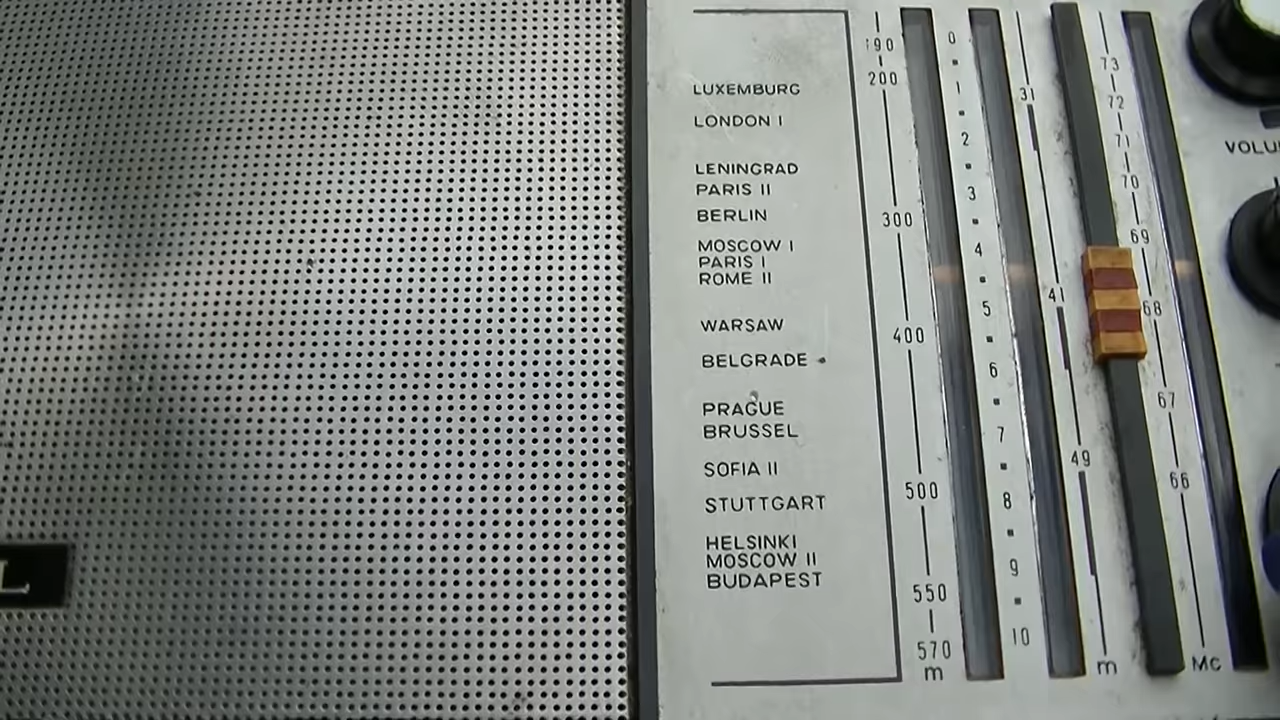 LUXEMBURG
LONDON I
LENINGRAD
PARIS II
BERLIN
MOSCOW I
PARIS I
ROME II
WARSAW
BELGRADE
PRAGUE
BRUSSEL
SOFIA II
STUTTGART
HELSINKI
MOSCOW II
BUDAPEST
190
200
300
400
500
550
570
m
0
1
2
3
4
5
6
7
8
9
10
31
41
49
m
73
72
71
70
69
68
67
66
Mc
VOLU
L